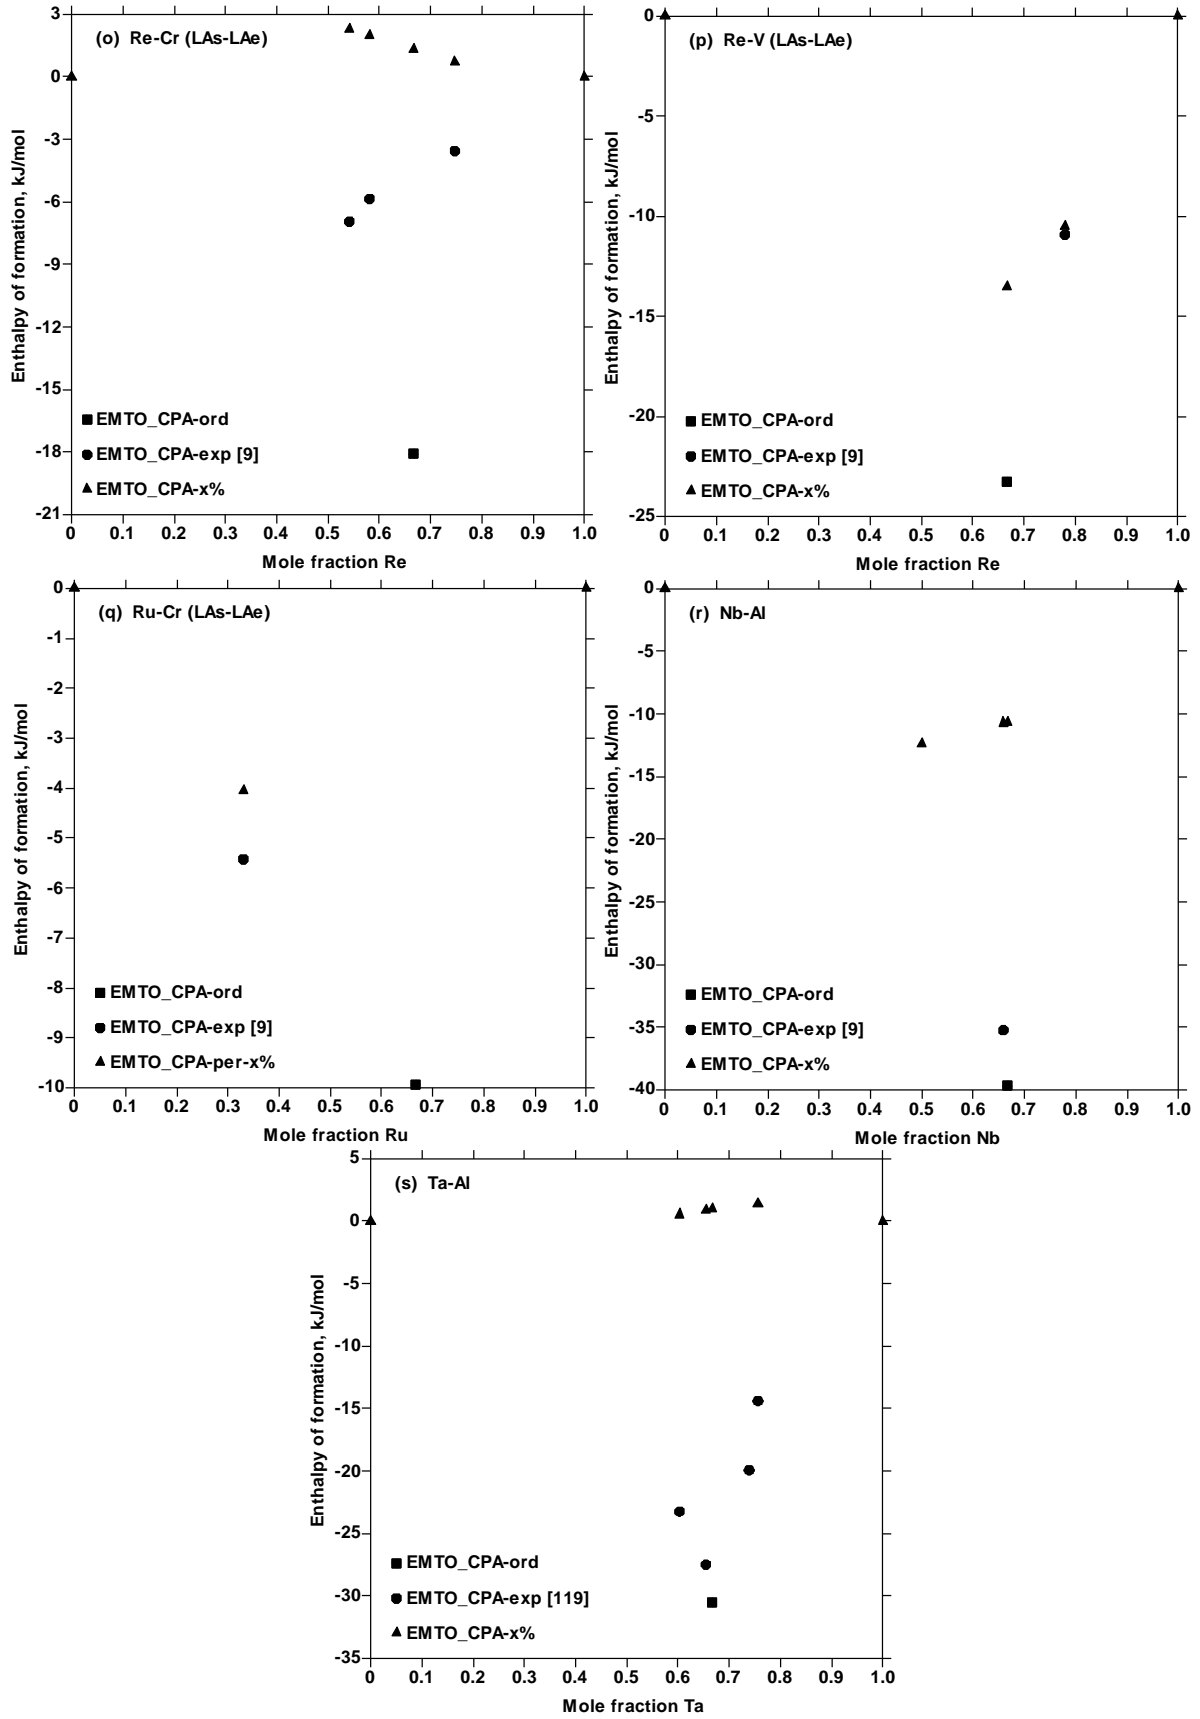 (o) Re-Cr (LAs-LAe)
3
0
-3
-6
-9
-12
-15
-18
-21
Enthalpy of formation, kJ/mol
EMTO_CPA-ord
EMTO_CPA-exp [9]
EMTO_CPA-x%
0 0.1 0.2 0.3 0.4 0.5 0.6 0.7 0.8 0.9 1.0
Mole fraction Re
(p) Re-V (LAs-LAe)
0
-5
-10
-15
-20
-25
Enthalpy of formation, kJ/mol
EMTO_CPA-ord
EMTO_CPA-exp [9]
EMTO_CPA-x%
0 0.1 0.2 0.3 0.4 0.5 0.6 0.7 0.8 0.9 1.0
Mole fraction Re
(q) Ru-Cr (LAs-LAe)
0
-1
-2
-3
-4
-5
-6
-7
-8
-9
-10
Enthalpy of formation, kJ/mol
EMTO_CPA-ord
EMTO_CPA-exp [9]
EMTO_CPA-per-x%
0 0.1 0.2 0.3 0.4 0.5 0.6 0.7 0.8 0.9 1.0
Mole fraction Ru
(r) Nb-Al
0
-5
-10
-15
-20
-25
-30
-35
-40
Enthalpy of formation, kJ/mol
EMTO_CPA-ord
EMTO_CPA-exp [9]
EMTO_CPA-x%
0 0.1 0.2 0.3 0.4 0.5 0.6 0.7 0.8 0.9 1.0
Mole fraction Nb
(s) Ta-Al
5
0
-5
-10
-15
-20
-25
-30
-35
Enthalpy of formation, kJ/mol
EMTO_CPA-ord
EMTO_CPA-exp [119]
EMTO_CPA-x%
0 0.1 0.2 0.3 0.4 0.5 0.6 0.7 0.8 0.9 1.0
Mole fraction Ta